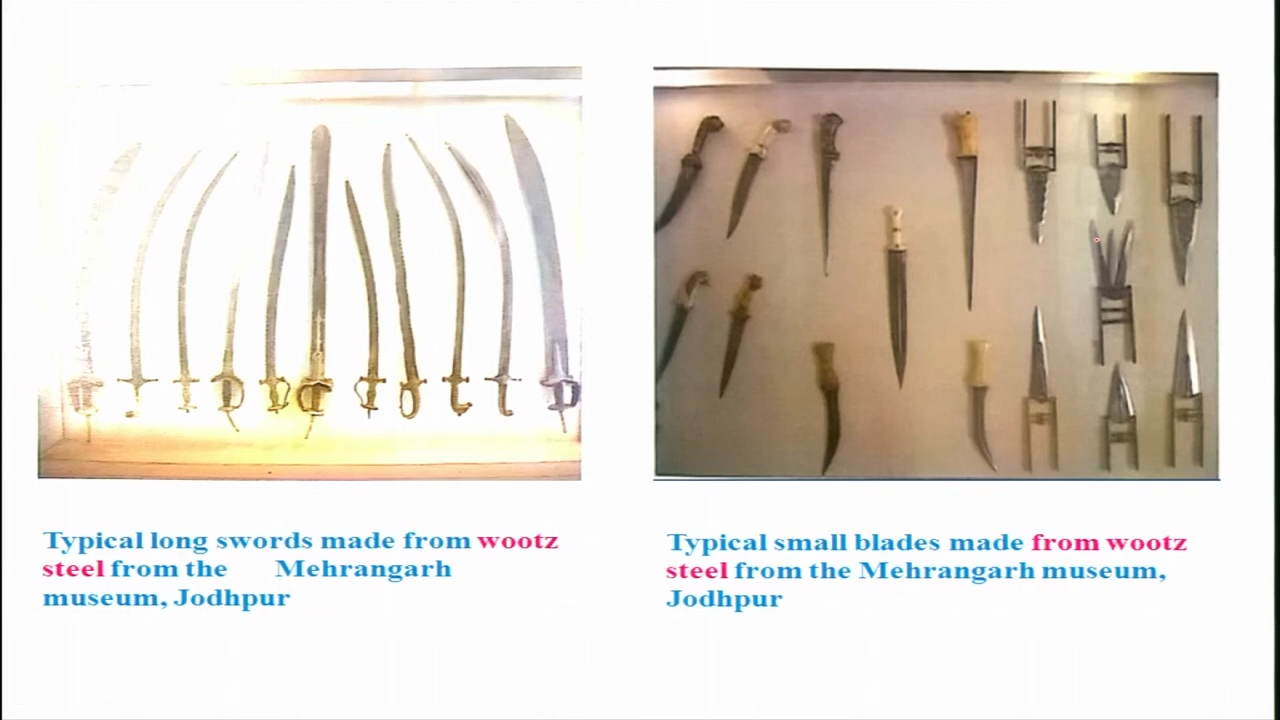 Typical long swords made from wootz
steel from the Mehrangarh
museum, Jodhpur
Typical small blades made from wootz
steel from the Mehrangarh museum,
Jodhpur